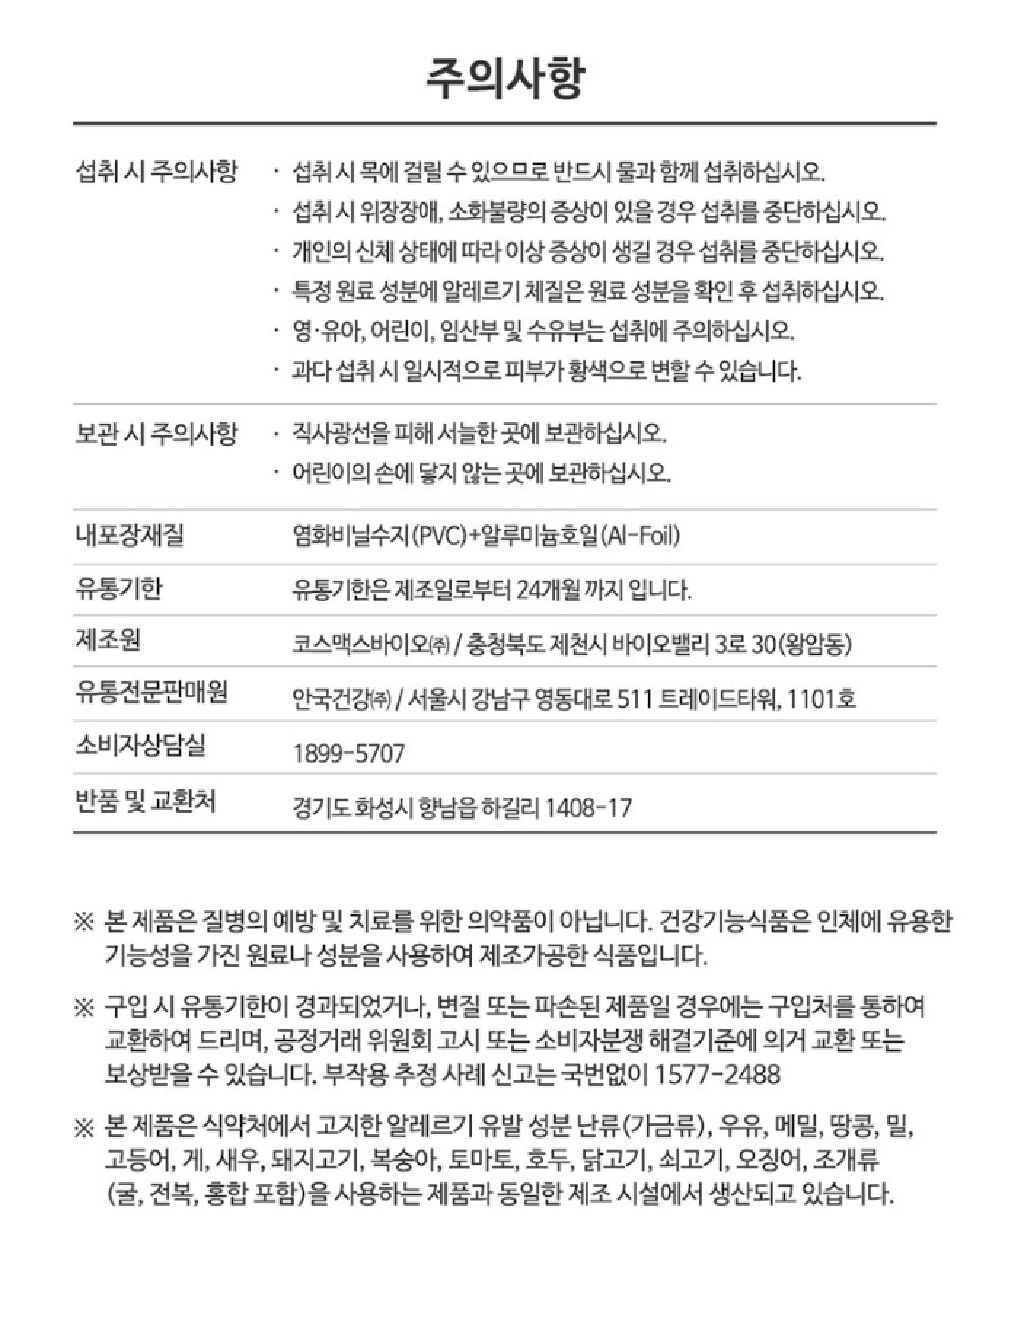 주의사항
섭취 시 주의사항 · 섭취 시 목에 걸릴 수 있으므로 반드시 물과 함께 섭취하십시오.
· 섭취 시 위장장애, 소화불량의 증상이 있을 경우 섭취를 중단하십시오.
· 개인의 신체 상태에 따라 이상 증상이 생길 경우 섭취를 중단하십시오.
· 특정 원료 성분에 알레르기 체질은 원료 성분을 확인 후 섭취하십시오.
· 영·유아, 어린이, 임산부 및 수유부는 섭취에 주의하십시오.
· 과다 섭취 시 일시적으로 피부가 황색으로 변할 수 있습니다.
보관 시 주의사항 · 직사광선을 피해 서늘한 곳에 보관하십시오.
· 어린이의 손에 닿지 않는 곳에 보관하십시오.
내포장재질 염화비닐수지(PVC)+알루미늄호일(Al-Foil)
유통기한 유통기한은 제조일로부터 24개월 까지 입니다.
제조원 코스맥스바이오㈜ / 충청북도 제천시 바이오밸리 3로 30(왕암동)
유통전문판매원 안국건강㈜ / 서울시 강남구 영동대로 511 트레이드타워, 1101호
소비자상담실 1899-5707
반품 및 교환처 경기도 화성시 향남읍 하길리 1408-17
※ 본 제품은 질병의 예방 및 치료를 위한 의약품이 아닙니다. 건강기능식품은 인체에 유용한
기능성을 가진 원료나 성분을 사용하여 제조가공한 식품입니다.
※ 구입 시 유통기한이 경과되었거나, 변질 또는 파손된 제품일 경우에는 구입처를 통하여
교환하여 드리며, 공정거래 위원회 고시 또는 소비자분쟁 해결기준에 의거 교환 또는
보상받을 수 있습니다. 부작용 추정 사례 신고는 국번없이 1577-2488
※ 본 제품은 식약처에서 고지한 알레르기 유발 성분 난류(가금류), 우유, 메밀, 땅콩, 밀,
고등어, 게, 새우, 돼지고기, 복숭아, 토마토, 호두, 닭고기, 쇠고기, 오징어, 조개류
(굴, 전복, 홍합 포함)을 사용하는 제품과 동일한 제조 시설에서 생산되고 있습니다.